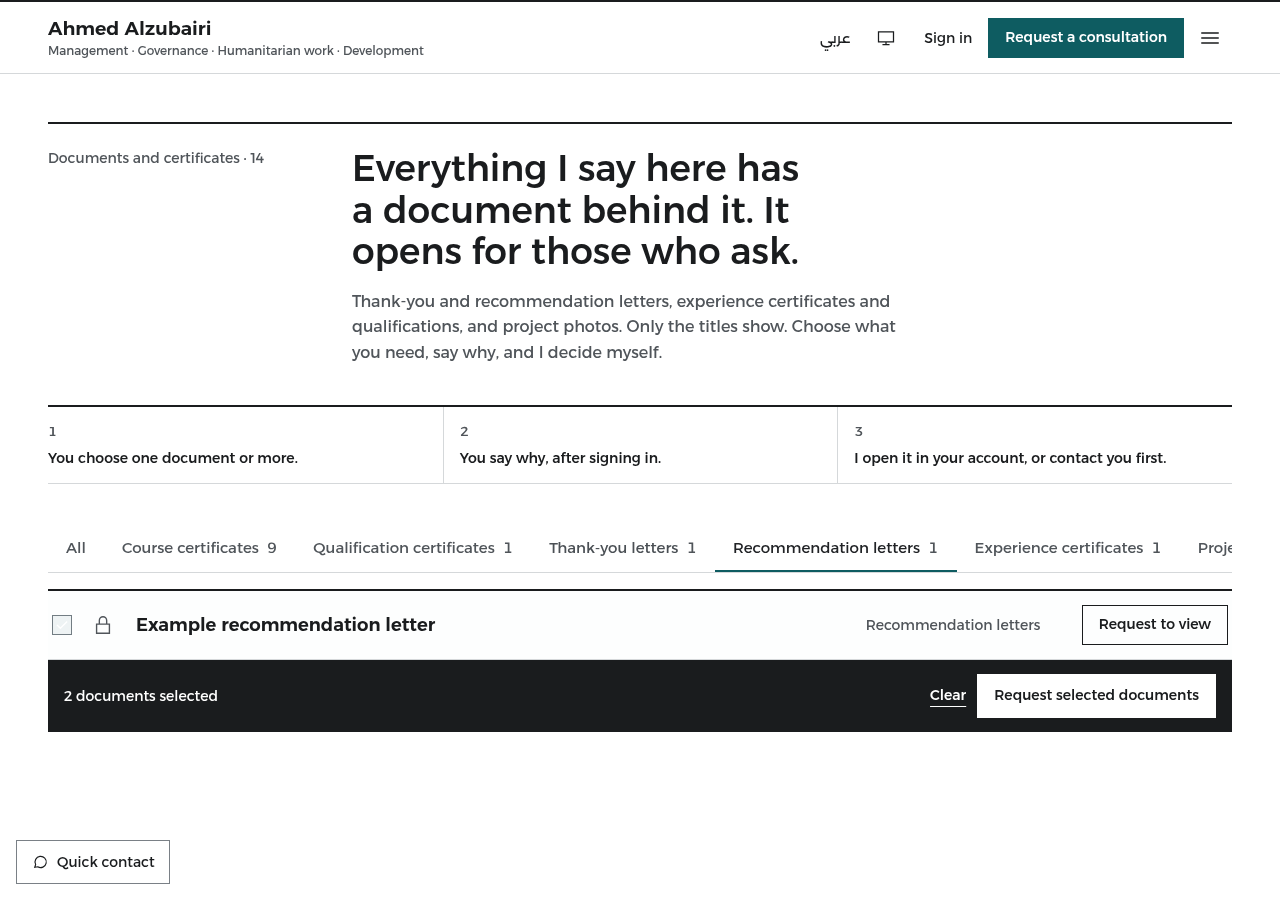 Ahmed Alzubairi
Management · Governance · Humanitarian work · Development
عربي
Sign in
Request a consultation
Documents and certificates · 14
Everything I say here has
a document behind it. It
opens for those who ask.
Thank-you and recommendation letters, experience certificates and
qualifications, and project photos. Only the titles show. Choose what
you need, say why, and I decide myself.
1
You choose one document or more.
2
You say why, after signing in.
3
I open it in your account, or contact you first.
All
Course certificates 9
Qualification certificates 1
Thank-you letters 1
Recommendation letters 1
Experience certificates 1
Example recommendation letter
Recommendation letters
Request to view
2 documents selected
Clear
Request selected documents
Quick contact